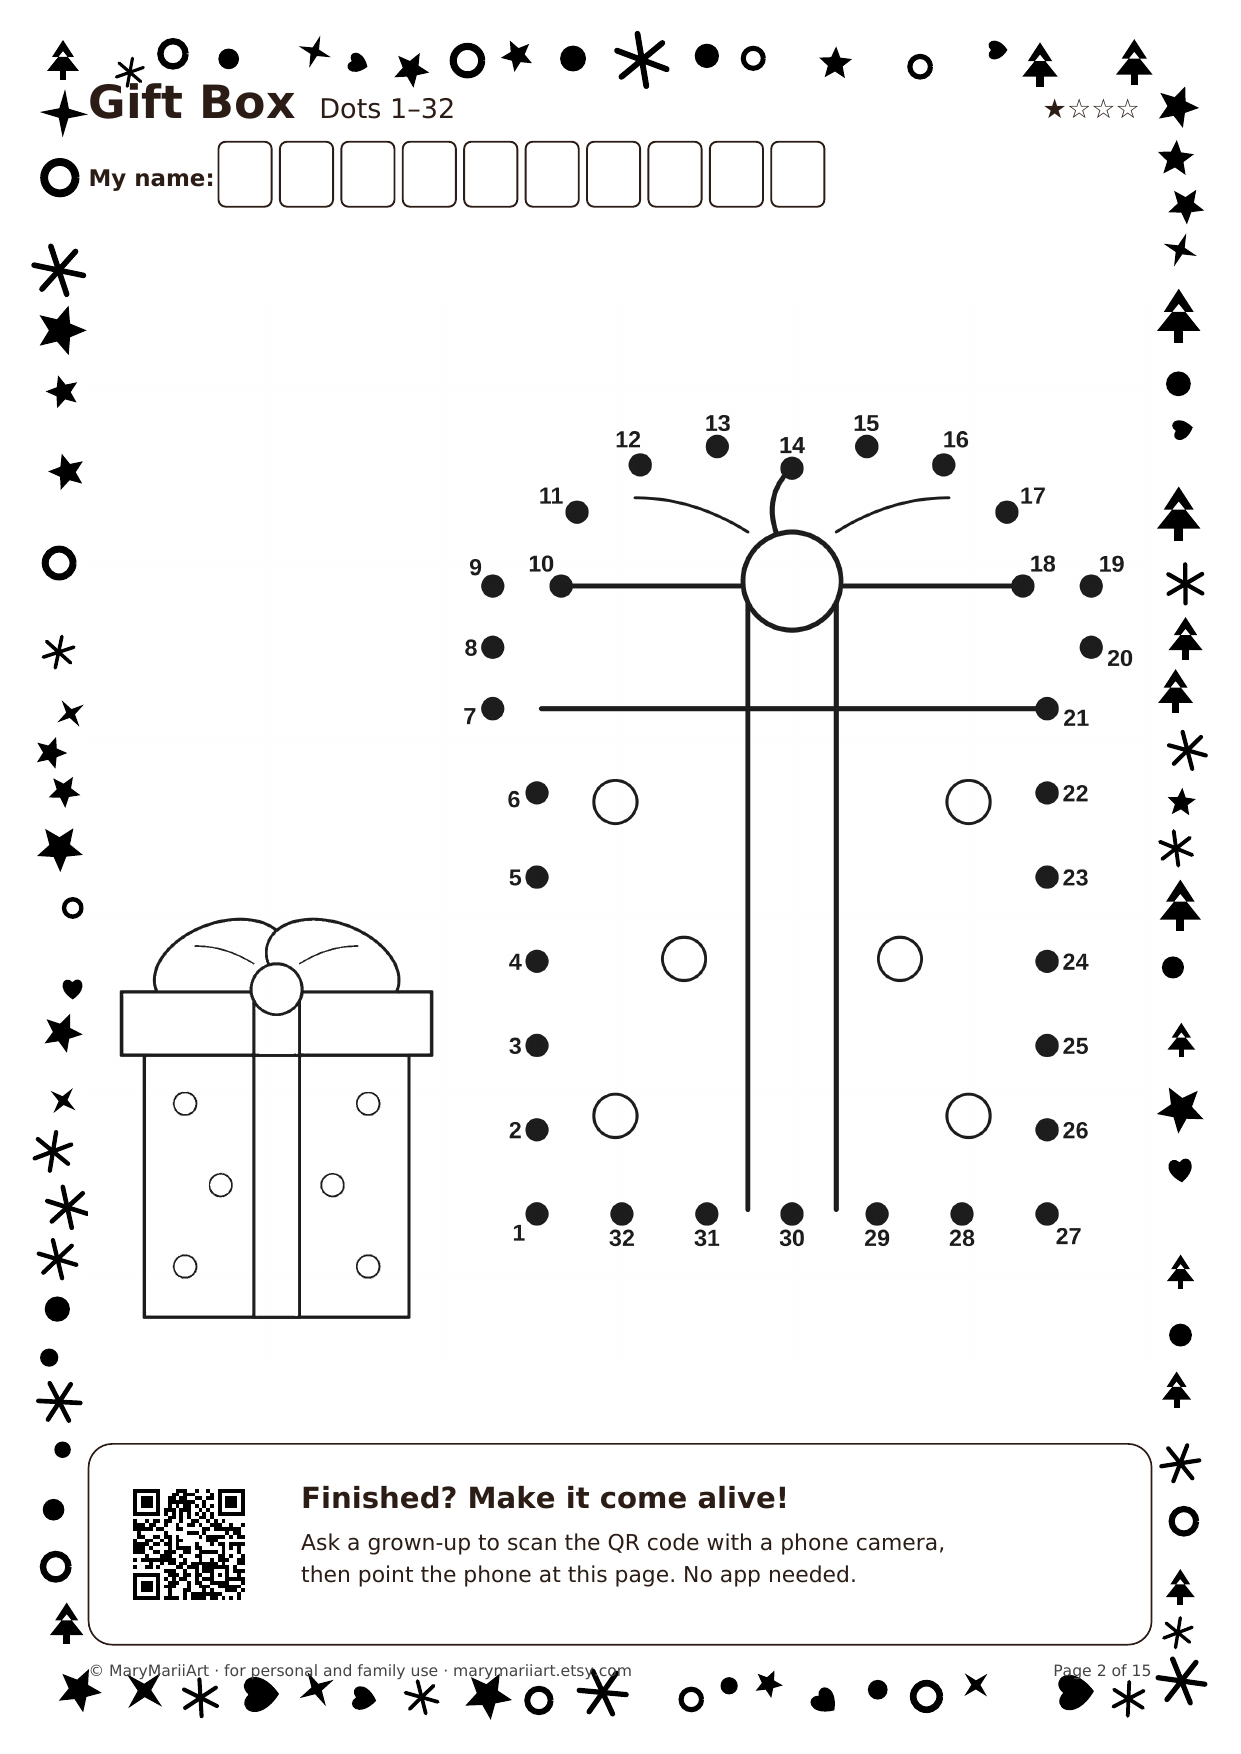 Gift Box Dots 1–32 ★☆☆☆
My name:
13 15
12 14 16
11 17
9 10 18 19
8 20
7 21
6 22
5 23
4 24
3 25
2 26
1 32 31 30 29 28 27
Finished? Make it come alive!
Ask a grown-up to scan the QR code with a phone camera,
then point the phone at this page. No app needed.
© MaryMariiArt · for personal and family use · marymariiart.etsy.com Page 2 of 15